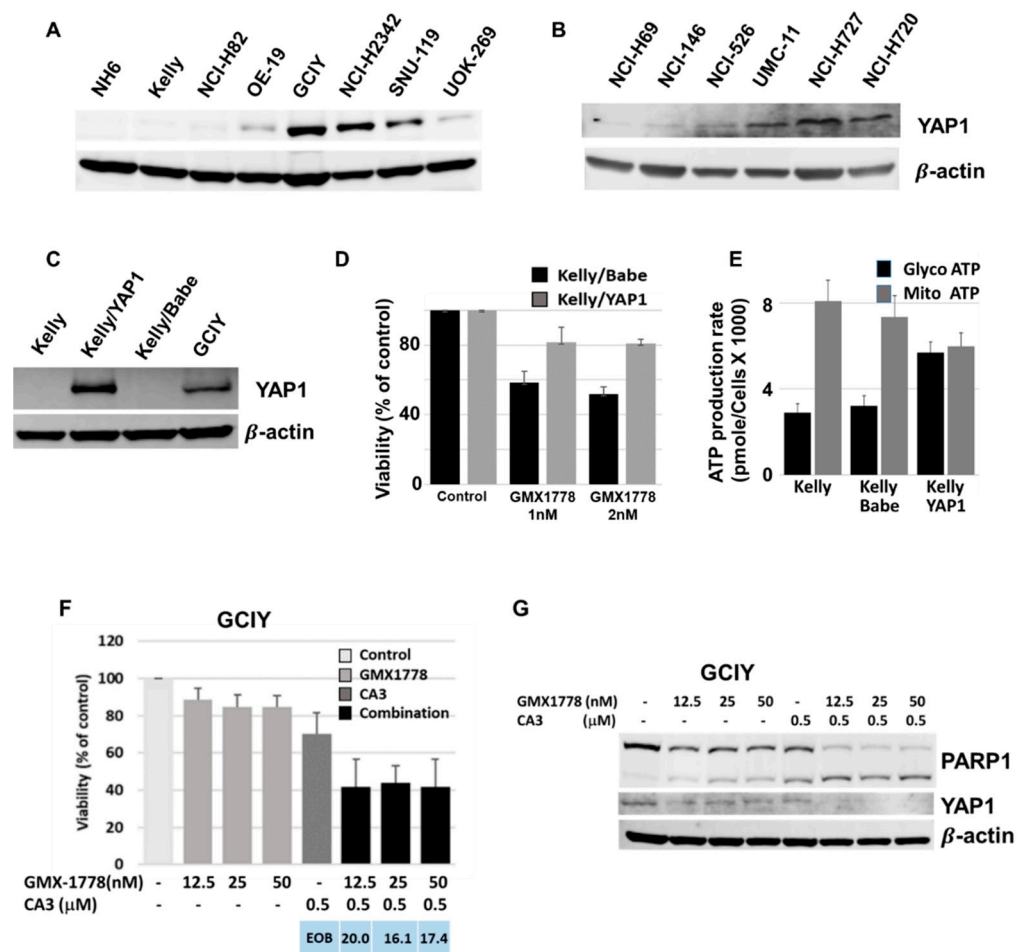 A
NH6
Kelly
NCI-H82
OE-19
GCIY
NCI-H2342
SNU-119
UOK-269
B
NCI-H69
NCI-146
NCI-526
UMC-11
NCI-H727
NCI-H720
YAP1
β-actin
C
Kelly
Kelly/YAP1
Kelly/Babe
GCIY
YAP1
β-actin
D
Kelly/Babe
Kelly/YAP1
Viability (% of control)
80
40
0
Control
GMX1778
1nM
GMX1778
2nM
E
Glyco ATP
Mito ATP
ATP production rate
(pmole/Cells X 1000)
8
4
0
Kelly
Kelly
Babe
Kelly
YAP1
F
GCIY
Control
GMX1778
CA3
Combination
Viability (% of control)
120
100
80
60
40
20
0
GMX-1778(nM) - 12.5 25 50 - 12.5 25 50
CA3 (μM) 0.5 0.5 0.5 0.5
EOB 20.0 16.1 17.4
G
GCIY
GMX1778 (nM) - 12.5 25 50 - 12.5 25 50
CA3 (μM) - - - - 0.5 0.5 0.5 0.5
PARP1
YAP1
β-actin